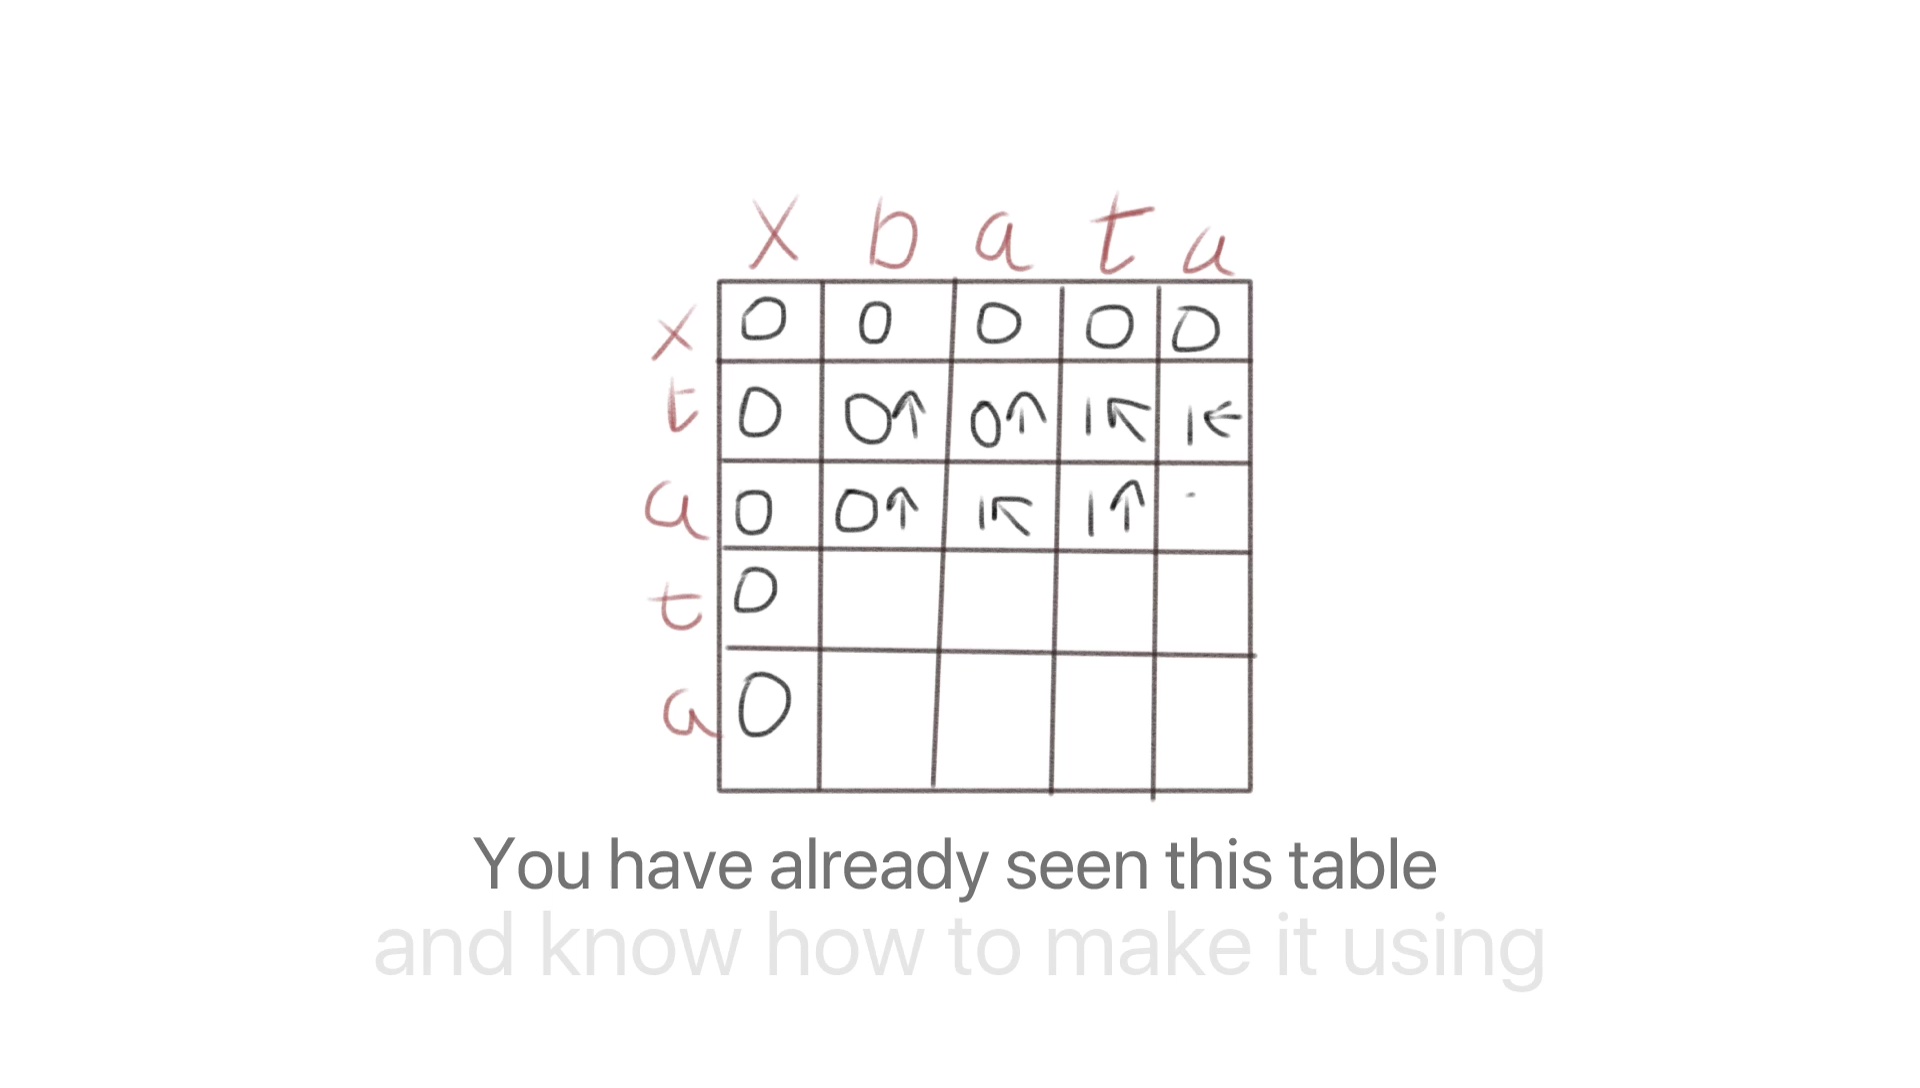 x b a t a
x 0 0 0 0 0
t 0 0↑ 0↑ 1↖ 1←
a 0 0↑ 1↖ 1↑
t 0
a 0
You have already seen this table
and know how to make it using